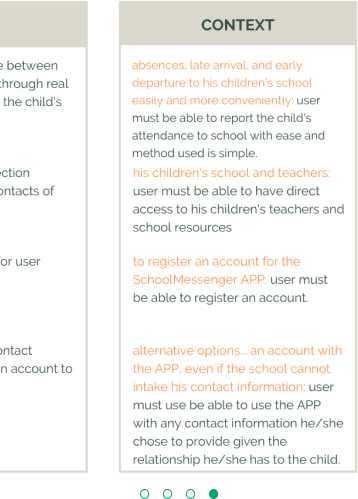 e between
through real
the child's
ection
ontacts of
for user
ontact
n account to
CONTEXT
absences, late arrival, and early
departure to his children's school
easily and more conveniently: user
must be able to report the child's
attendance to school with ease and
method used is simple.
his children's school and teachers:
user must be able to have direct
access to his children's teachers and
school resources
to register an account for the
SchoolMessenger APP: user must
be able to register an account.
alternative options... an account with
the APP, even if the school cannot
intake his contact information: user
must use be able to use the APP
with any contact information he/she
chose to provide given the
relationship he/she has to the child.